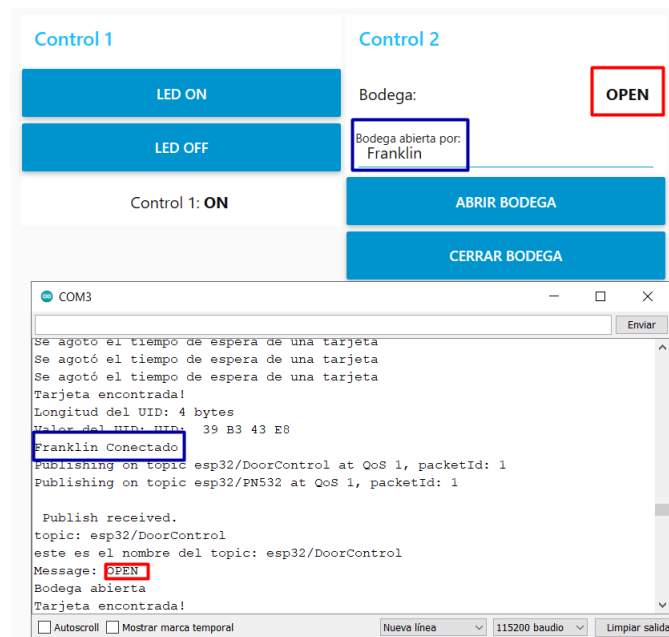 Control 1
LED ON
LED OFF
Control 1: ON
Control 2
Bodega: OPEN
Bodega abierta por:
Franklin
ABRIR BODEGA
CERRAR BODEGA
COM3
Enviar
Se agotó el tiempo de espera de una tarjeta
Se agotó el tiempo de espera de una tarjeta
Se agotó el tiempo de espera de una tarjeta
Tarjeta encontrada!
Longitud del UID: 4 bytes
Valor del UID: UID: 39 B3 43 E8
Franklin Conectado
Publishing on topic esp32/DoorControl at QoS 1, packetId: 1
Publishing on topic esp32/PN532 at QoS 1, packetId: 1
Publish received.
topic: esp32/DoorControl
este es el nombre del topic: esp32/DoorControl
Message: OPEN
Bodega abierta
Tarjeta encontrada!
Autoscroll Mostrar marca temporal Nueva línea 115200 baudio Limpiar salida